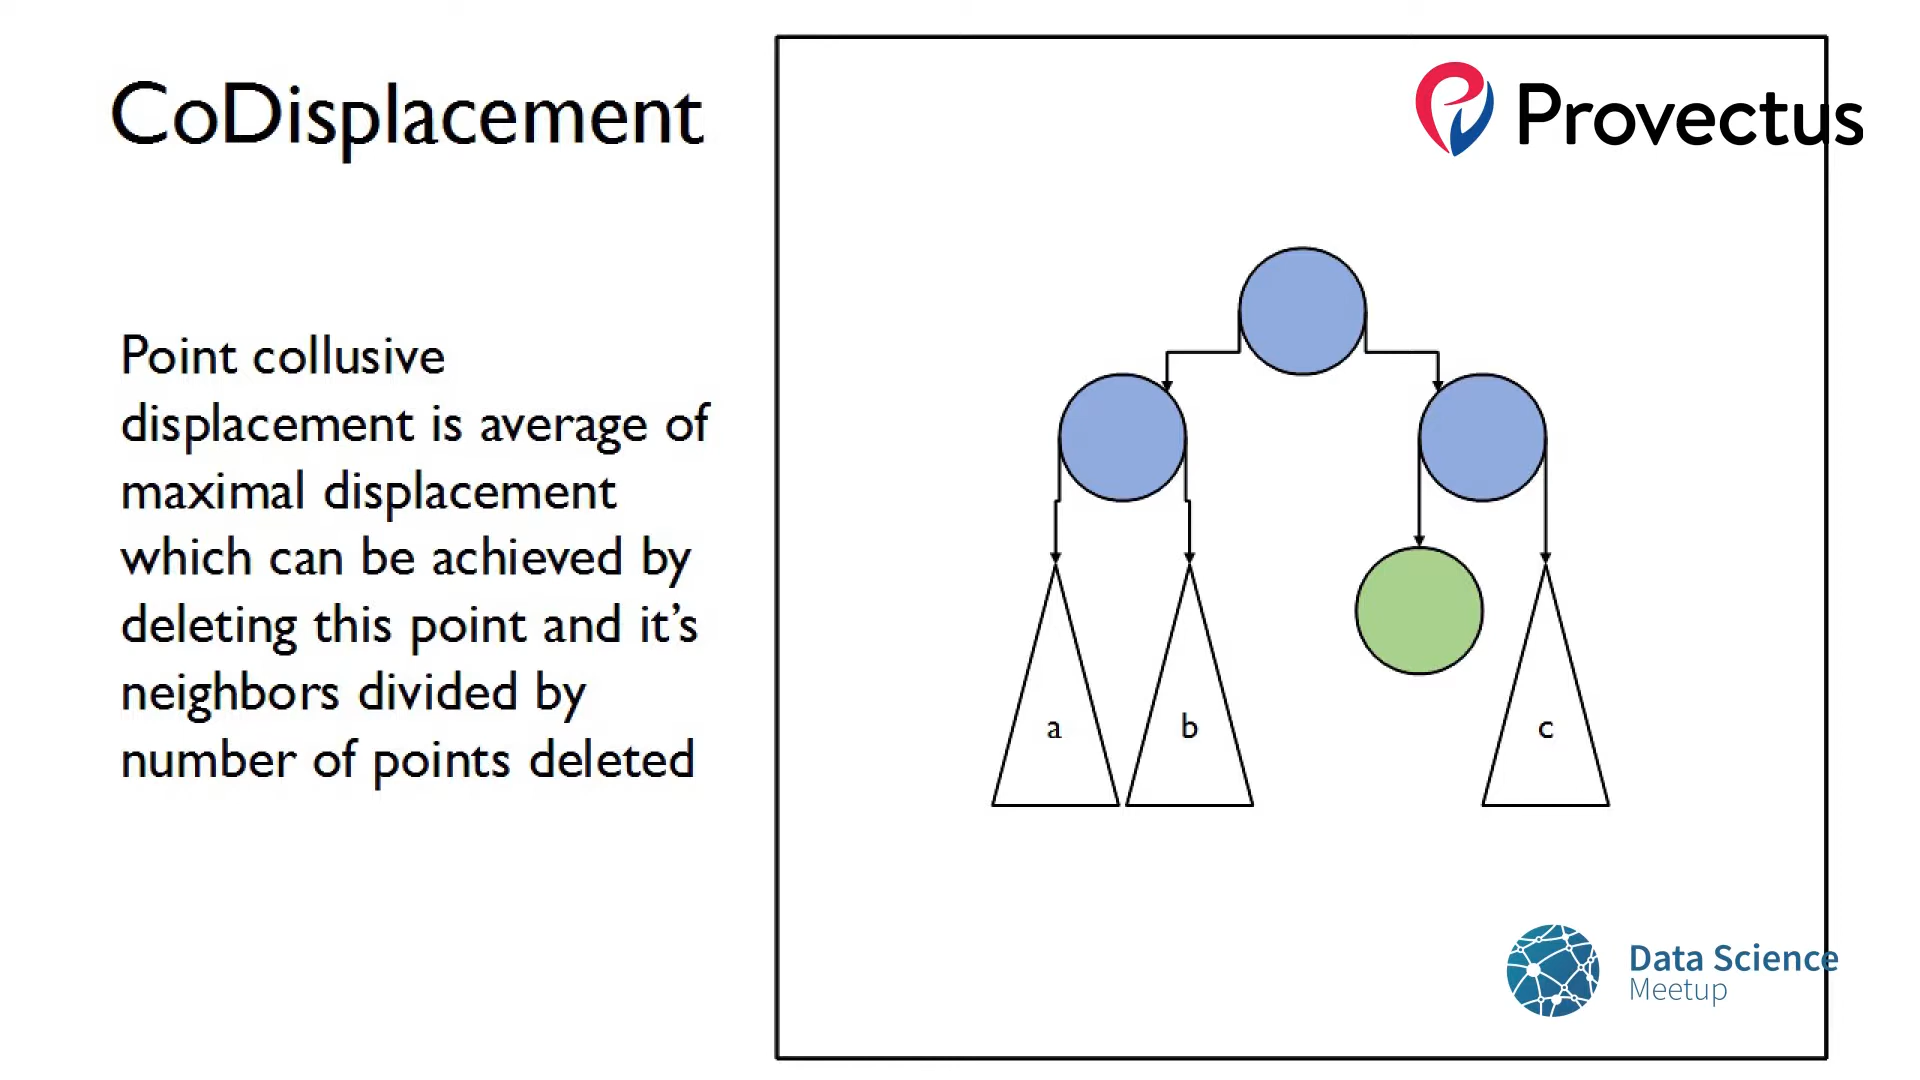 CoDisplacement
Provectus
Point collusive
displacement is average of
maximal displacement
which can be achieved by
deleting this point and it’s
neighbors divided by
number of points deleted
a
b
c
Data Science
Meetup